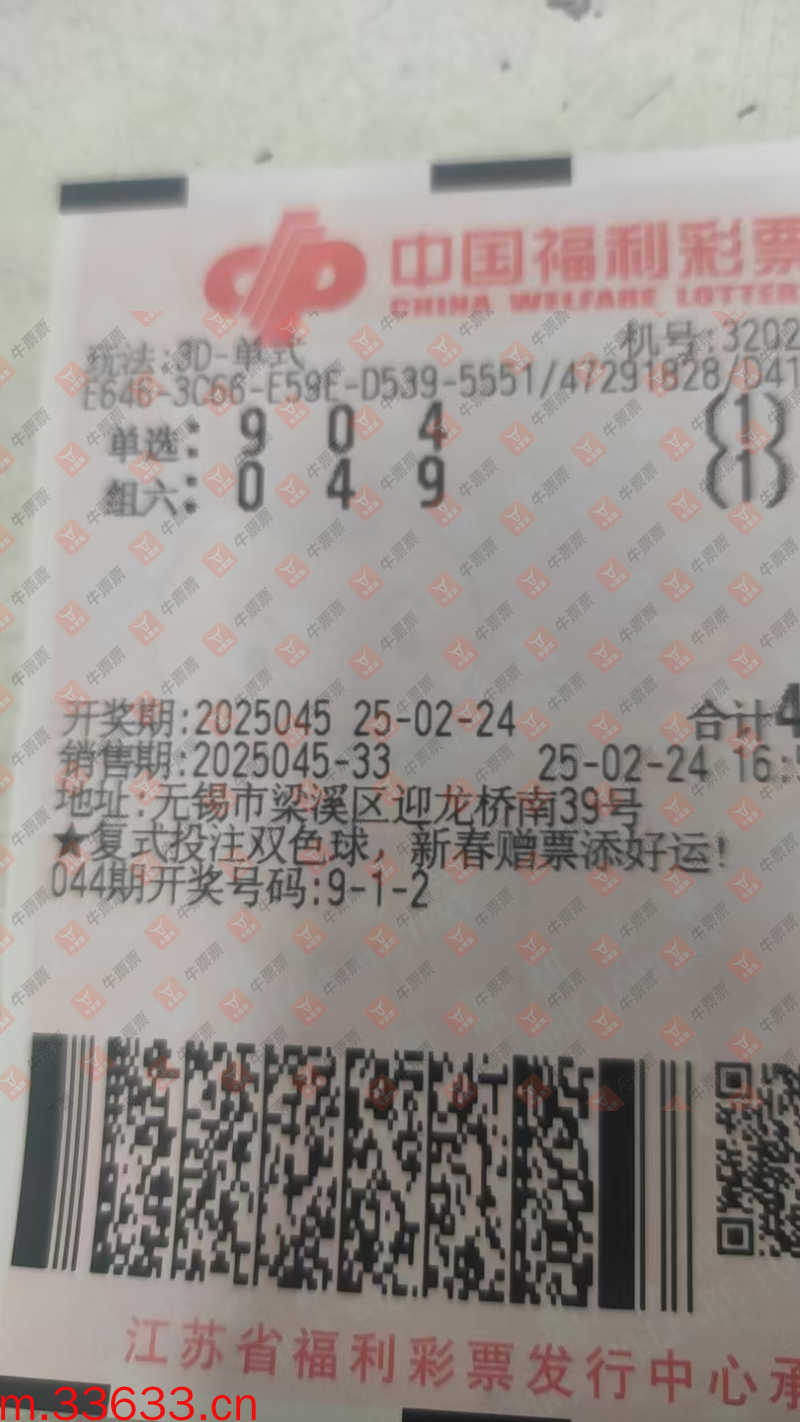 中国福利彩票
CHINA WELFARE LOTTER
玩法:3D-单式 机号:3202
E646-3C66-E59E-D539-5551/47291828/D41
单选: 9 0 4 {1}
组六: 0 4 9 {1}
开奖期:2025045 25-02-24 合计4
销售期:2025045-33 25-02-24 16:5
地址:无锡市梁溪区迎龙桥南39号
★复式投注双色球，新春赠票添好运!
044期开奖号码:9-1-2
江苏省福利彩票发行中心承
m.33633.cn
牛票票